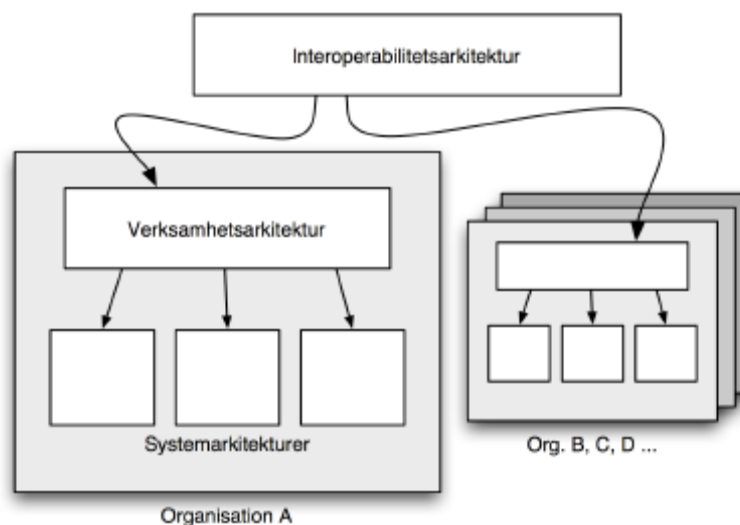 Interoperabilitetsarkitektur
Verksamhetsarkitektur
Systemarkitekturer
Org. B, C, D ...
Organisation A